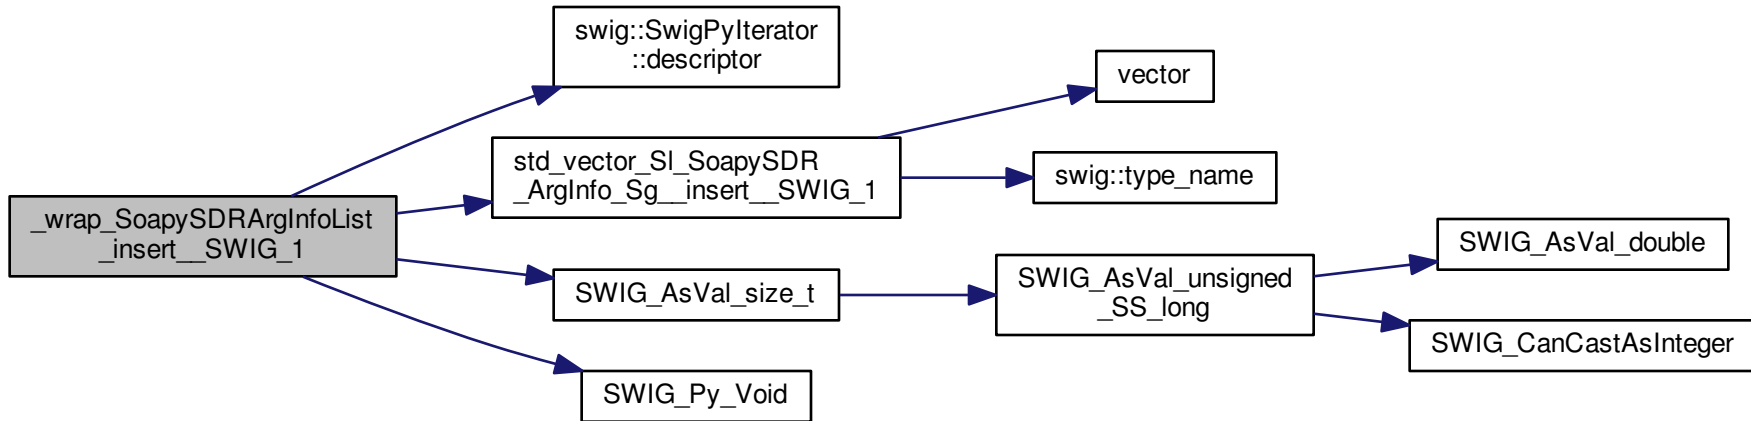 swig::SwigPyIterator
::descriptor
vector
std_vector_Sl_SoapySDR
_ArgInfo_Sg__insert__SWIG_1
swig::type_name
_wrap_SoapySDRArgInfoList
_insert__SWIG_1
SWIG_AsVal_size_t
SWIG_AsVal_unsigned
_SS_long
SWIG_AsVal_double
SWIG_CanCastAsInteger
SWIG_Py_Void